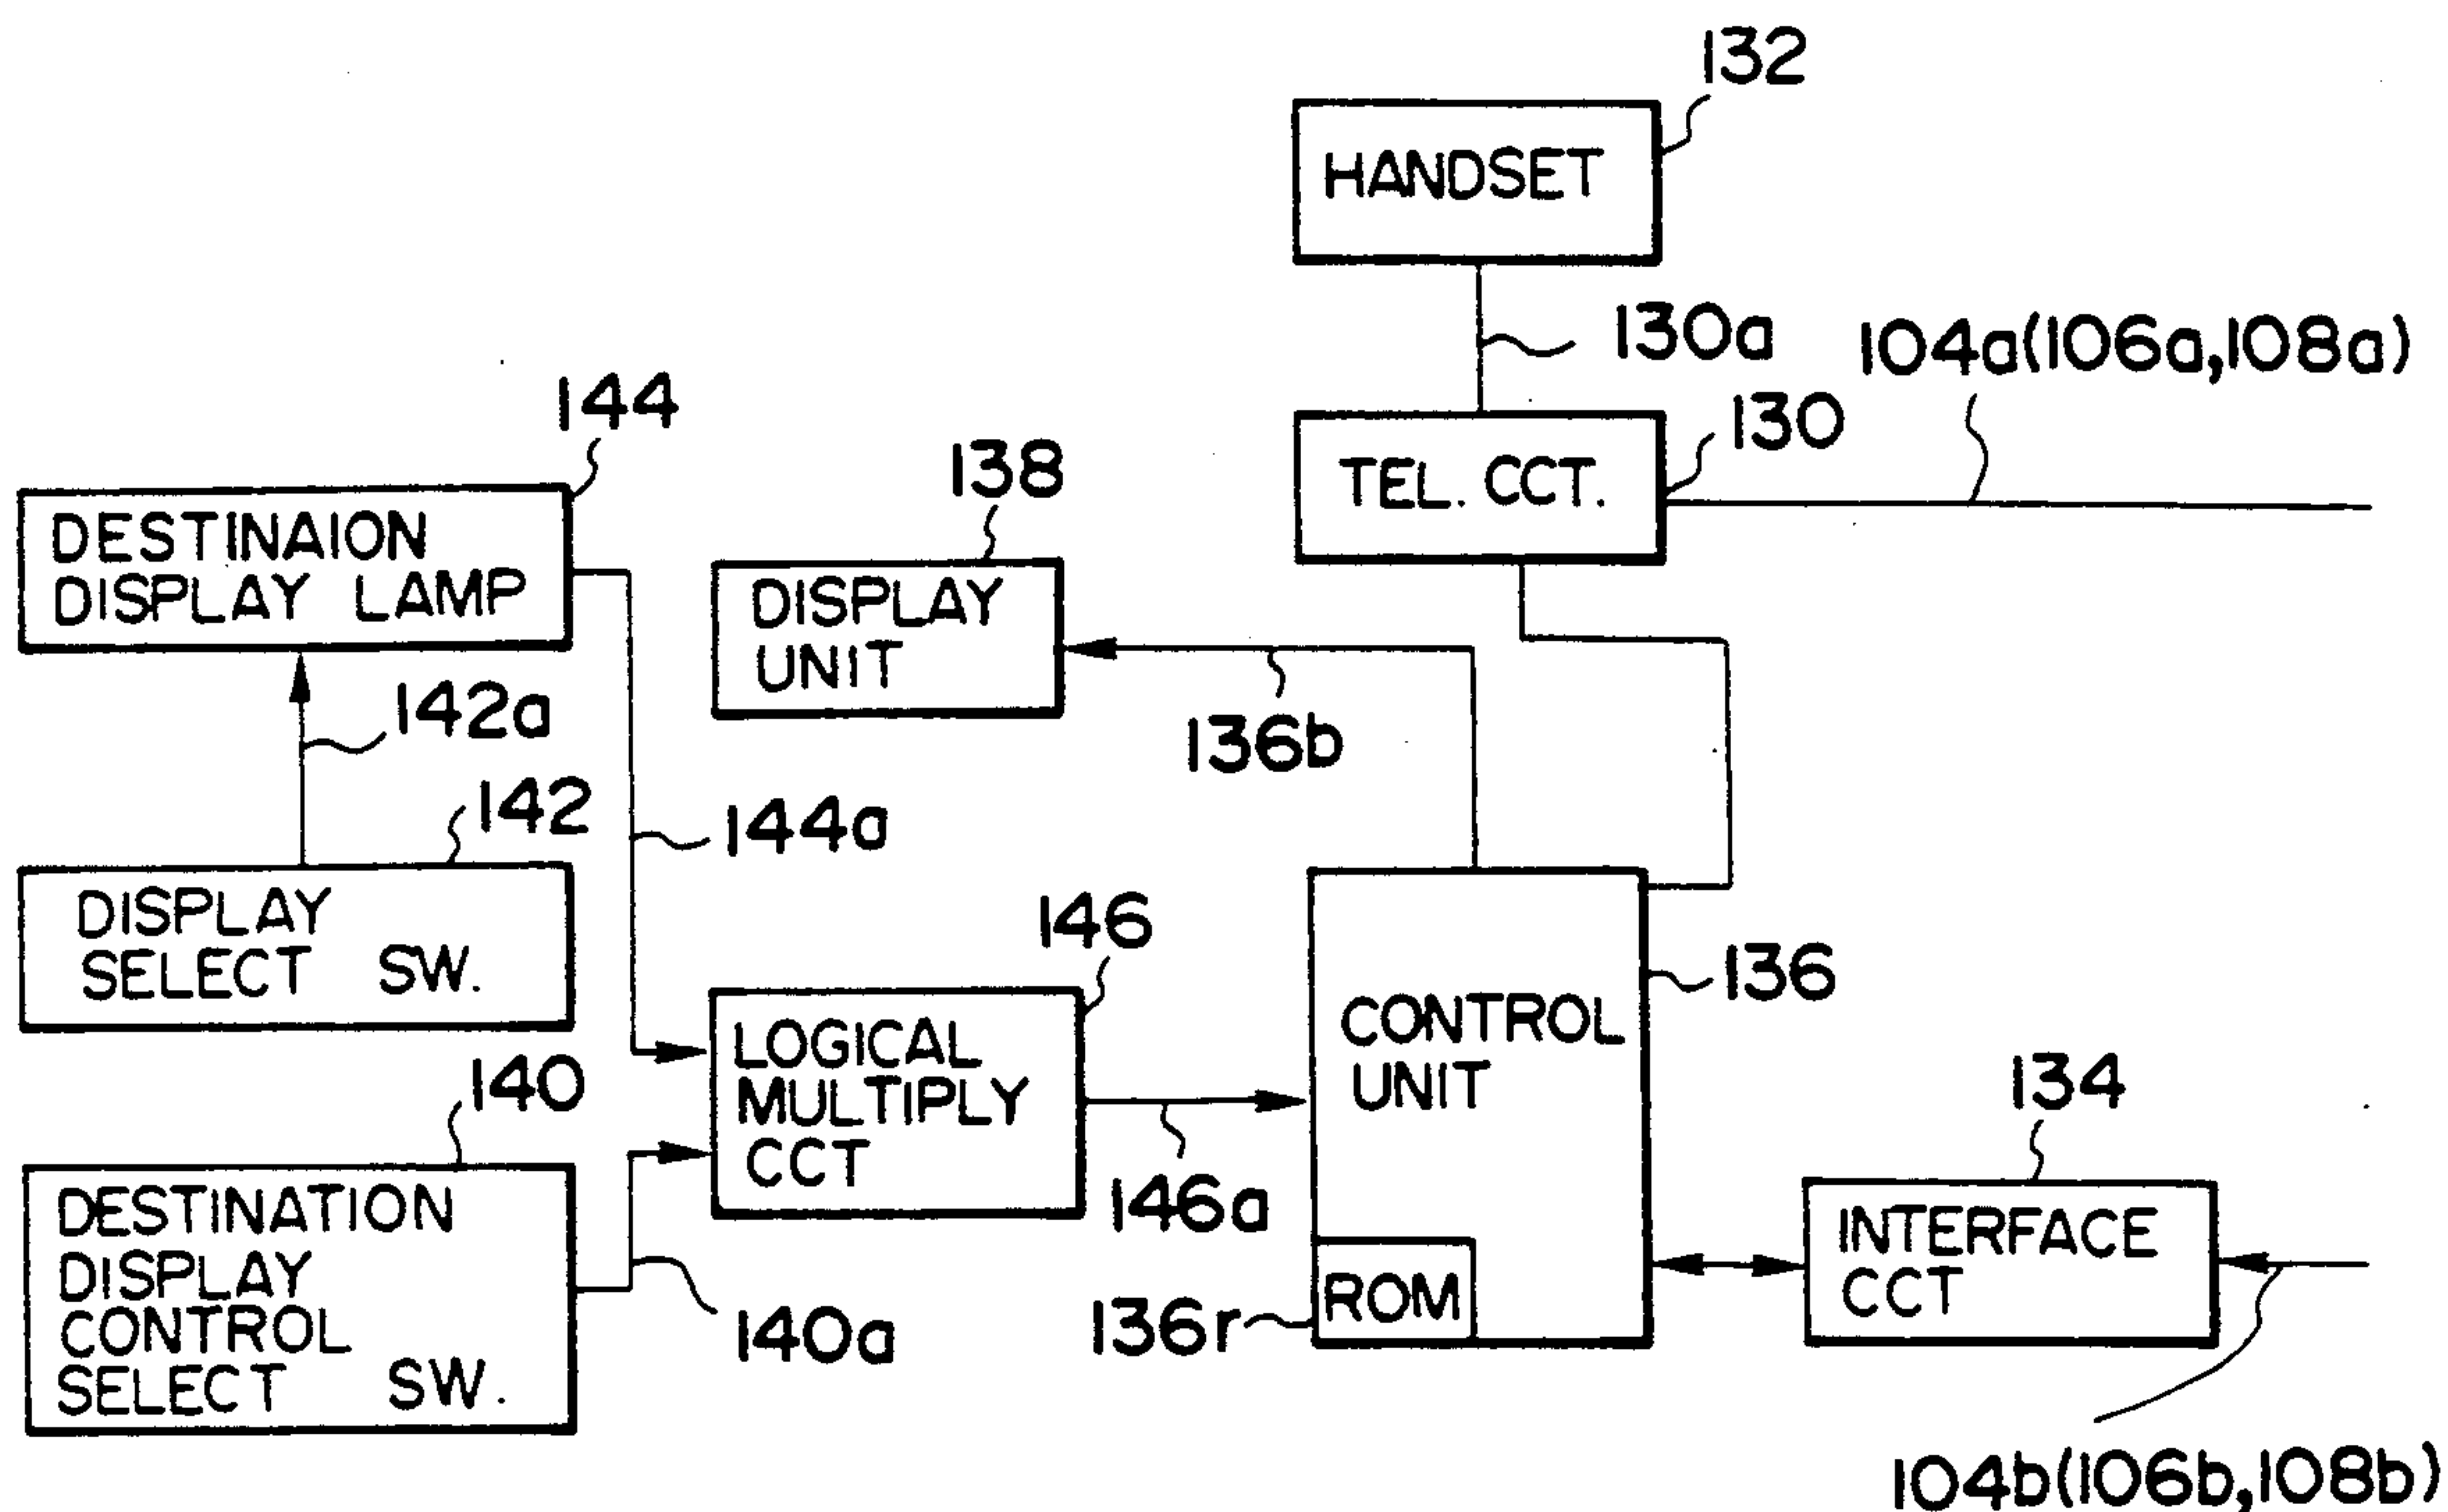 132
HANDSET
130a
104a(106a,108a)
130
TEL. CCT.
144
DESTINAION
DISPLAY LAMP
138
DISPLAY
UNIT
136b
142a
142
DISPLAY
SELECT SW.
144a
146
LOGICAL
MULTIPLY
CCT
146a
136
CONTROL
UNIT
ROM
136r
140
DESTINATION
DISPLAY
CONTROL
SELECT SW.
140a
134
INTERFACE
CCT
104b(106b,108b)